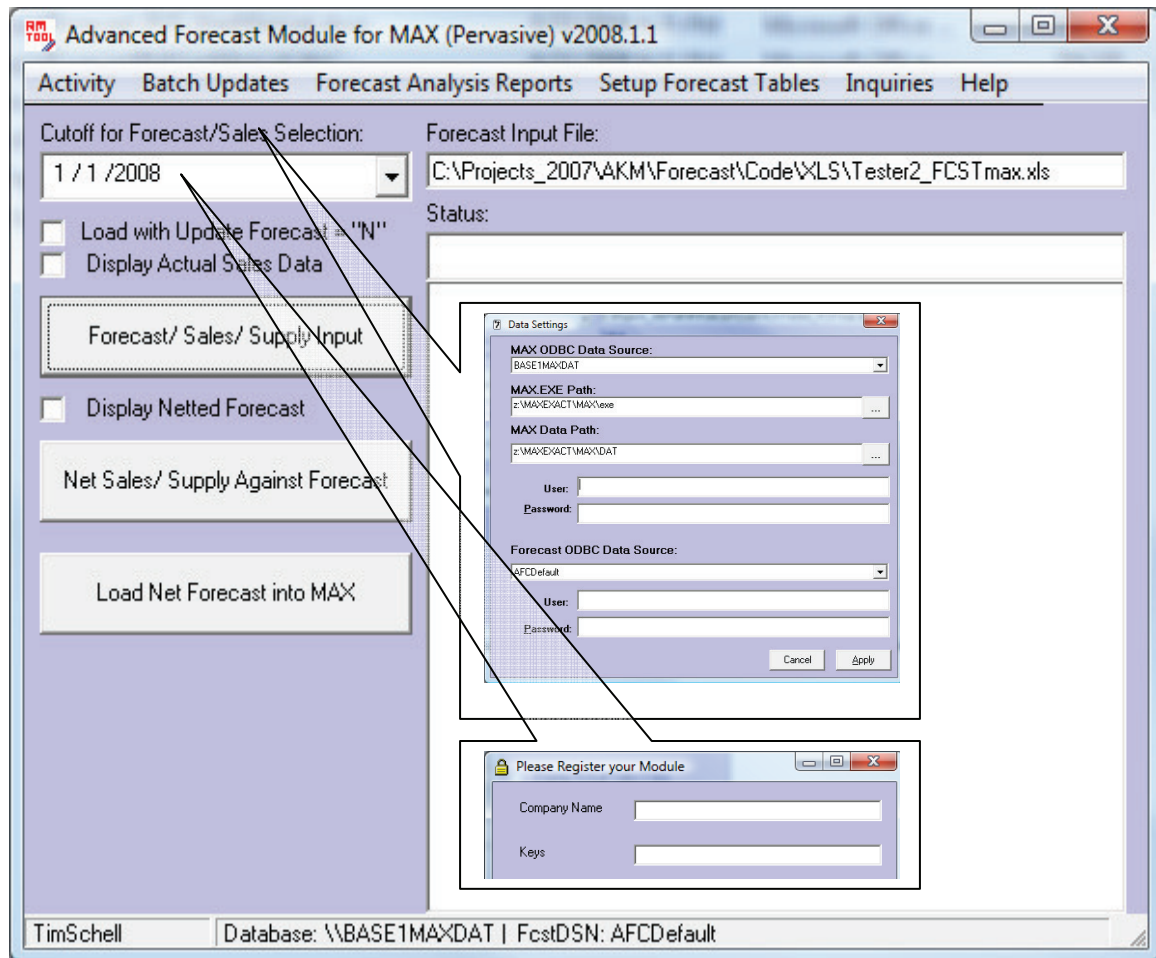 RM TOOL Advanced Forecast Module for MAX (Pervasive) v2008.1.1
Activity Batch Updates Forecast Analysis Reports Setup Forecast Tables Inquiries Help
Cutoff for Forecast/Sales Selection:
1 / 1 /2008
Load with Update Forecast = "N"
Display Actual Sales Data
Forecast/ Sales/ Supply Input
Display Netted Forecast
Net Sales/ Supply Against Forecast
Load Net Forecast into MAX
Forecast Input File:
C:\Projects_2007\AKM\Forecast\Code\XLS\Tester2_FCSTmax.xls
Status:
Data Settings
MAX ODBC Data Source:
BASE1MAXDAT
MAX.EXE Path:
z:\MAXEXACT\MAX\exe
...
MAX Data Path:
z:\MAXEXACT\MAX\DAT
...
User:
Password:
Forecast ODBC Data Source:
AFCDefault
User:
Password:
Cancel Apply
Please Register your Module
Company Name
Keys
TimSchell Database: \\BASE1MAXDAT | FcstDSN: AFCDefault